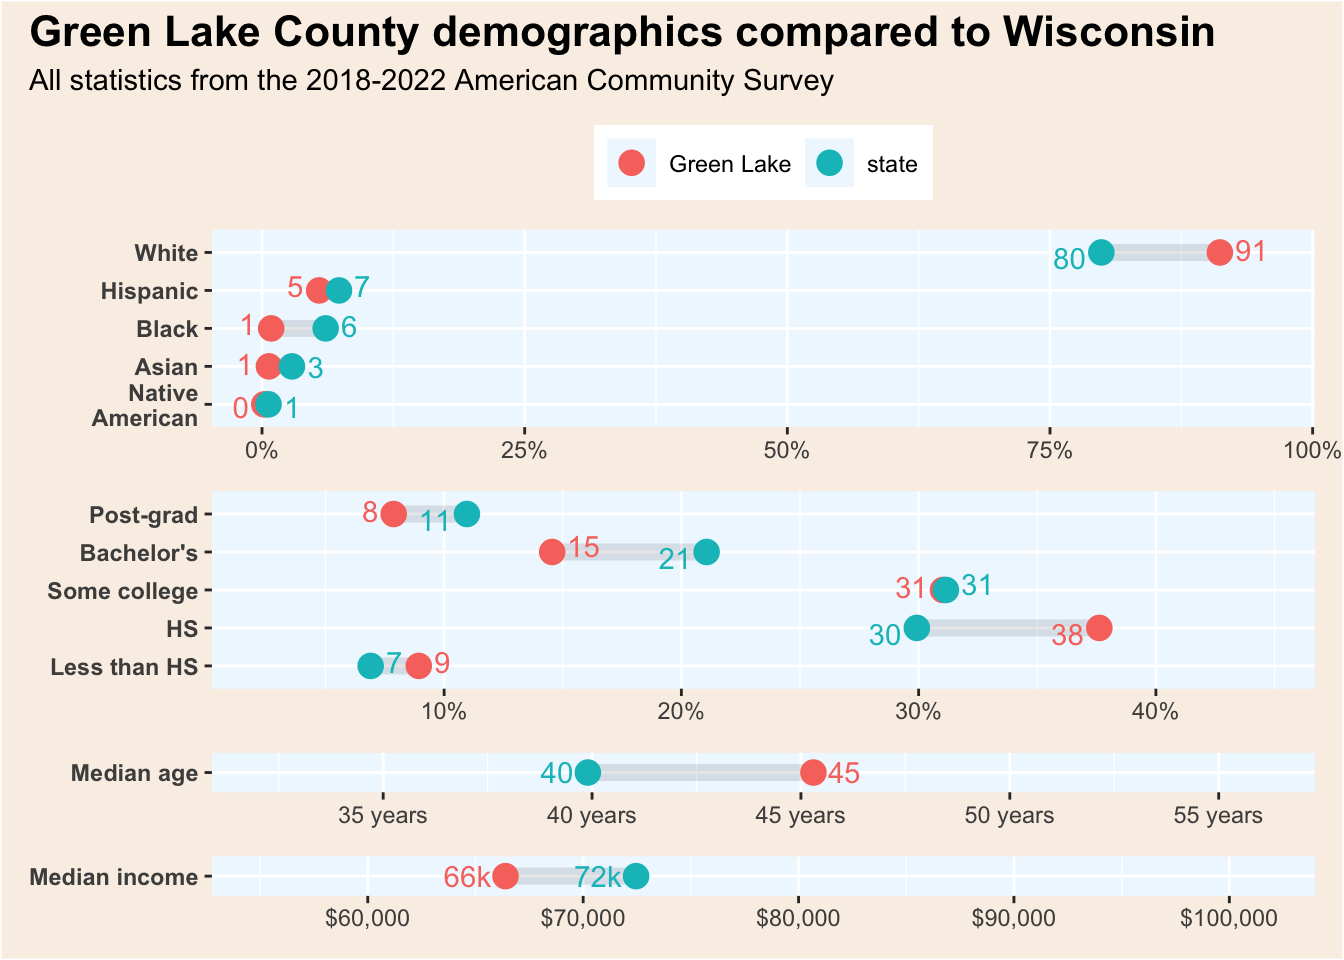 Green Lake County demographics compared to Wisconsin
All statistics from the 2018-2022 American Community Survey
Green Lake state
White 80 91
Hispanic 5 7
Black 1 6
Asian 1 3
Native
American 0 1
0% 25% 50% 75% 100%
Post-grad 8 11
Bachelor's 15 21
Some college 31 31
HS 30 38
Less than HS 7 9
10% 20% 30% 40%
Median age 40 45
35 years 40 years 45 years 50 years 55 years
Median income 66k 72k
$60,000 $70,000 $80,000 $90,000 $100,000